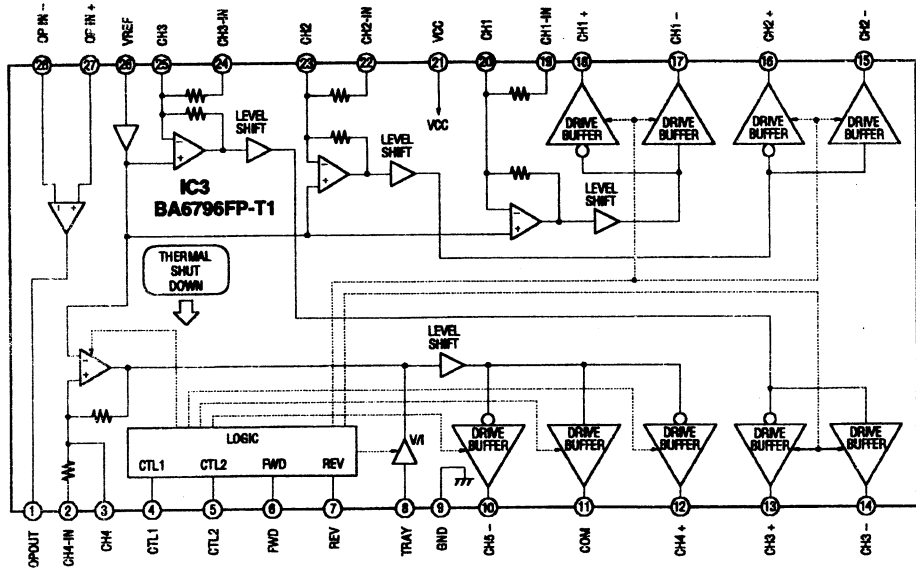 OP IN -
OP IN +
VREF
CH3
CH3-IN
CH2
CH2-IN
VCC
CH1
CH1-IN
CH1 +
CH1 -
CH2 +
CH2 -
28
27
26
25
24
23
22
21
20
19
18
17
16
15
LEVEL
SHIFT
VCC
DRIVE
BUFFER
DRIVE
BUFFER
DRIVE
BUFFER
DRIVE
BUFFER
LEVEL
SHIFT
LEVEL
SHIFT
IC3
BA6796FP-T1
THERMAL
SHUT
DOWN
LEVEL
SHIFT
LOGIC
CTL1
CTL2
FWD
REV
V/I
DRIVE
BUFFER
DRIVE
BUFFER
DRIVE
BUFFER
DRIVE
BUFFER
DRIVE
BUFFER
1
2
3
4
5
6
7
8
9
10
11
12
13
14
OPOUT
CH4-IN
CH4
CTL1
CTL2
FWD
REV
TRAY
GND
CH5 -
COM
CH4 +
CH3 +
CH3 -